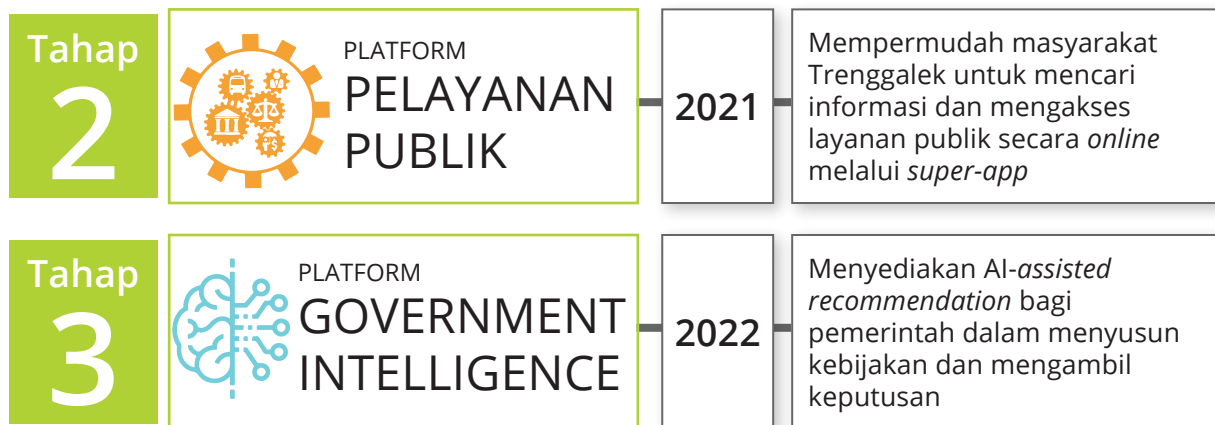 Tahap
2
PLATFORM
PELAYANAN
PUBLIK
2021
Mempermudah masyarakat
Trenggalek untuk mencari
informasi dan mengakses
layanan publik secara online
melalui super-app
Tahap
3
PLATFORM
GOVERNMENT
INTELLIGENCE
2022
Menyediakan AI-assisted
recommendation bagi
pemerintah dalam menyusun
kebijakan dan mengambil
keputusan